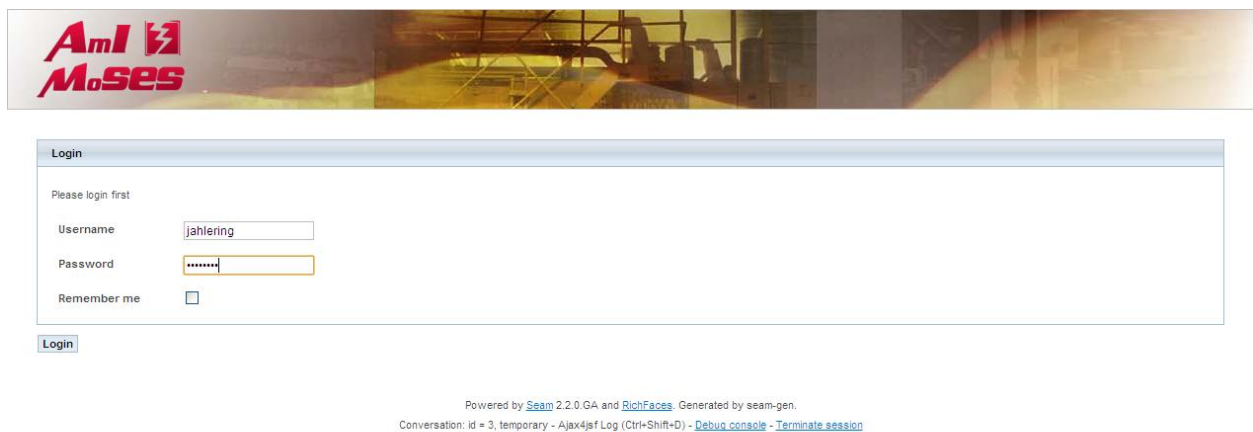 AmI
MoSES
Login
Please login first
Username jahlering
Password ••••••••
Remember me
Login
Powered by Seam 2.2.0.GA and RichFaces. Generated by seam-gen.
Conversation: id = 3, temporary - Ajax4jsf Log (Ctrl+Shift+D) - Debug console - Terminate session